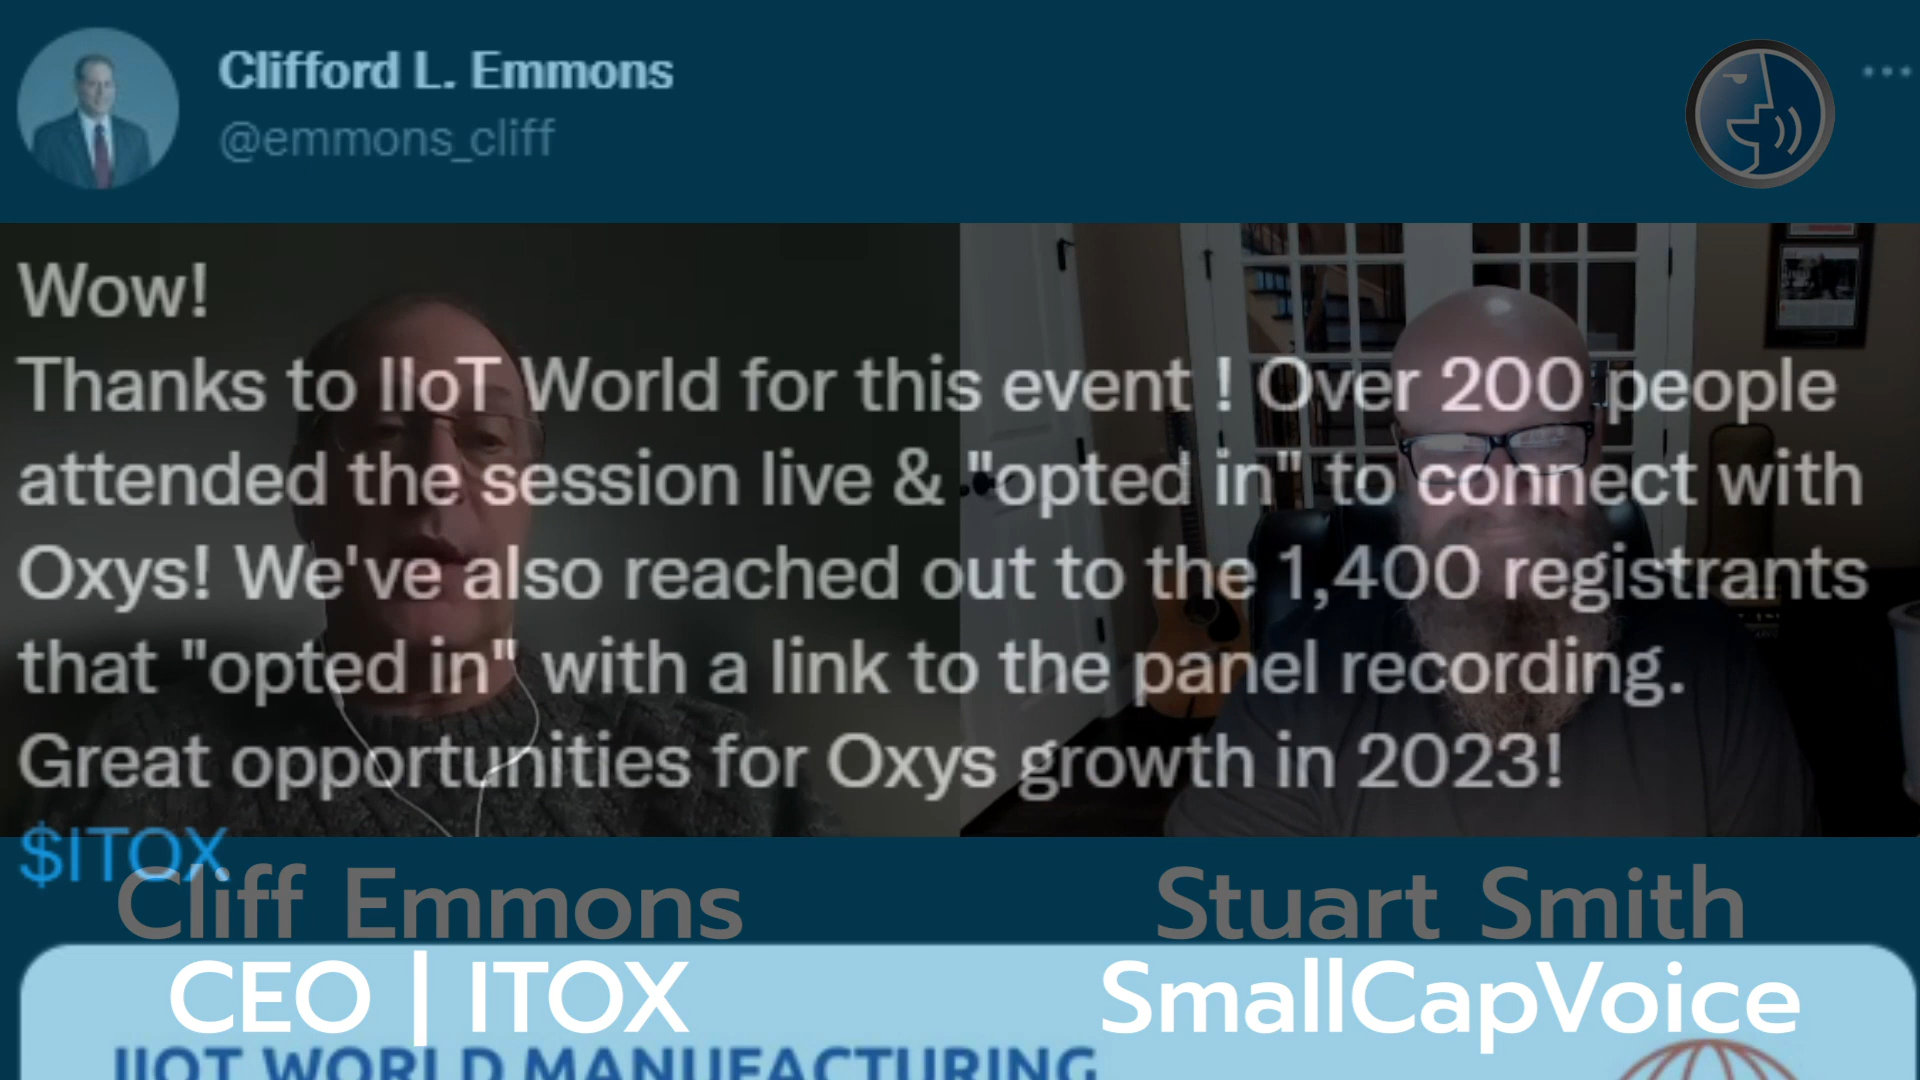 Clifford L. Emmons
@emmons_cliff
Wow!
Thanks to IIoT World for this event ! Over 200 people
attended the session live & "opted in" to connect with
Oxys! We've also reached out to the 1,400 registrants
that "opted in" with a link to the panel recording.
Great opportunities for Oxys growth in 2023!
$ITOX
Cliff Emmons
Stuart Smith
CEO | ITOX
SmallCapVoice
IIOT WORLD MANUFACTURING